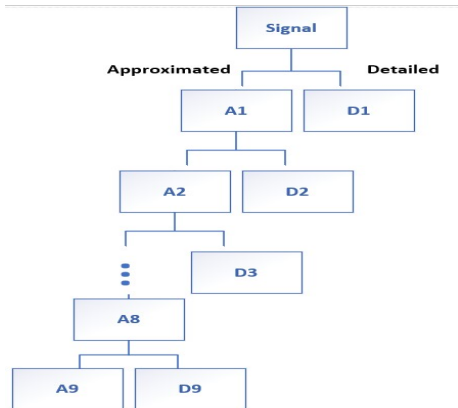 Signal
Approximated Detailed
A1 D1
A2 D2
D3
A8
A9 D9